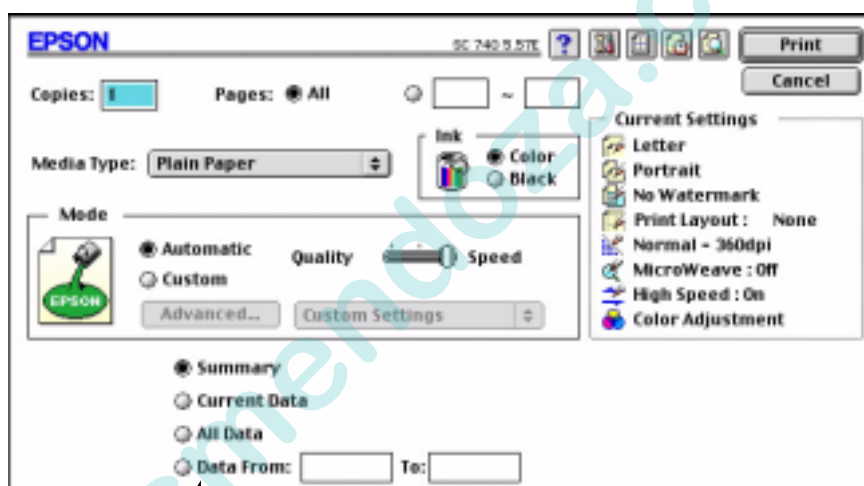 EPSON
SC 740 5.57E
Print
Cancel
Copies: 1
Pages: All ~
Media Type: Plain Paper
Ink
Color
Black
Mode
Automatic
Custom
Quality Speed
Advanced...
Custom Settings
EPSON
Current Settings
Letter
Portrait
No Watermark
Print Layout : None
Normal - 360dpi
MicroWeave : Off
High Speed : On
Color Adjustment
Summary
Current Data
All Data
Data From: To: